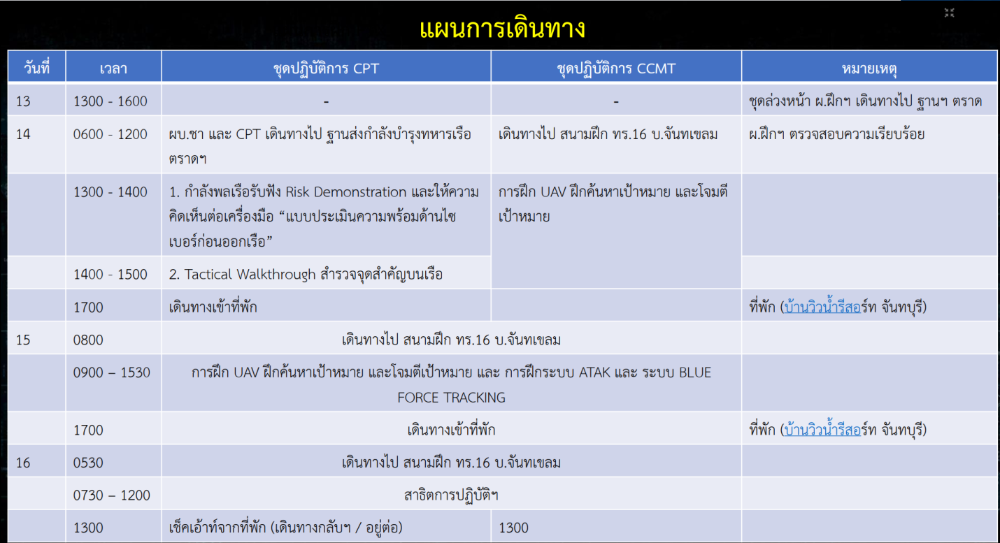 แผนการเดินทาง
วันที่ เวลา ชุดปฏิบัติการ CPT ชุดปฏิบัติการ CCMT หมายเหตุ
13 1300 - 1600 - - ชุดล่วงหน้า ผ.ฝึกฯ เดินทางไป ฐานฯ ตราด
14 0600 - 1200 ผบ.ชา และ CPT เดินทางไป ฐานส่งกำลังบำรุงทหารเรือ เดินทางไป สนามฝึก ทร.16 บ.จันทเขลม ผ.ฝึกฯ ตรวจสอบความเรียบร้อย
ตราดฯ
1300 - 1400 1. กำลังพลเรือรับฟัง Risk Demonstration และให้ความ การฝึก UAV ฝึกค้นหาเป้าหมาย และโจมตี
คิดเห็นต่อเครื่องมือ “แบบประเมินความพร้อมด้านไซ เป้าหมาย
เบอร์ก่อนออกเรือ”
1400 - 1500 2. Tactical Walkthrough สำรวจจุดสำคัญบนเรือ
1700 เดินทางเข้าที่พัก ที่พัก (บ้านวิวน้ำรีสอร์ท จันทบุรี)
15 0800 เดินทางไป สนามฝึก ทร.16 บ.จันทเขลม
0900 – 1530 การฝึก UAV ฝึกค้นหาเป้าหมาย และโจมตีเป้าหมาย และ การฝึกระบบ ATAK และ ระบบ BLUE
FORCE TRACKING
1700 เดินทางเข้าที่พัก ที่พัก (บ้านวิวน้ำรีสอร์ท จันทบุรี)
16 0530 เดินทางไป สนามฝึก ทร.16 บ.จันทเขลม
0730 – 1200 สาธิตการปฏิบัติฯ
1300 เช็คเอ้าท์จากที่พัก (เดินทางกลับฯ / อยู่ต่อ) 1300